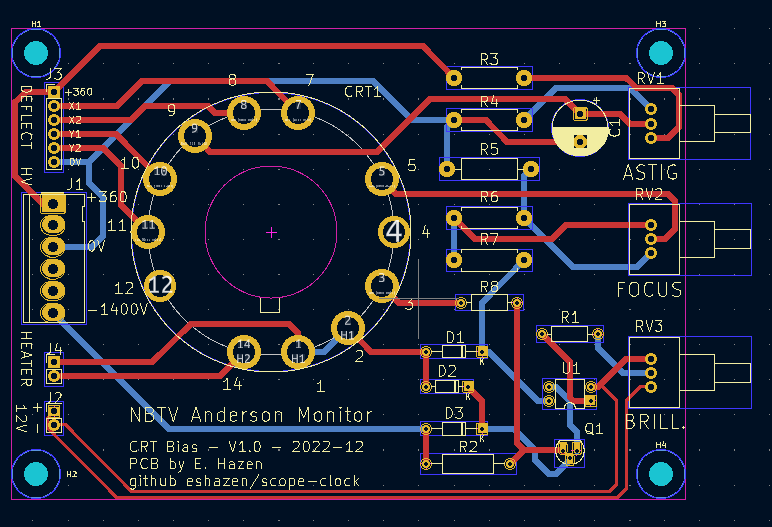 H1
H3
J3
+360
X1
X2
Y1
Y2
0V
DEFLECT
8
7
CRT1
9
8
7
9
10
10
11
11
12
12
5
5
4
4
3
3
2
H1
2
14
H2
1
H1
14
1
R3
R4
R5
R6
R7
R8
+
C1
RV1
ASTIG
RV2
FOCUS
RV3
BRILL.
HV
J1
+360
0V
-1400V
HEATER
J4
J2
12V
+
-
D1
K
D2
K
D3
K
R2
R1
U1
Q1
NBTV Anderson Monitor
CRT Bias - V1.0 - 2022-12
PCB by E. Hazen
github eshazen/scope-clock
H2
H4